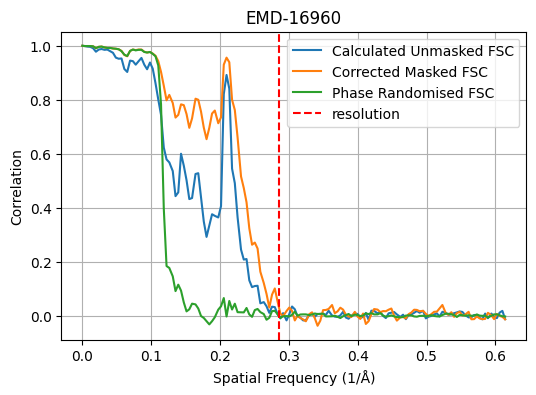 EMD-16960
Calculated Unmasked FSC
Corrected Masked FSC
Phase Randomised FSC
resolution
Correlation
1.0
0.8
0.6
0.4
0.2
0.0
0.0 0.1 0.2 0.3 0.4 0.5 0.6
Spatial Frequency (1/Å)